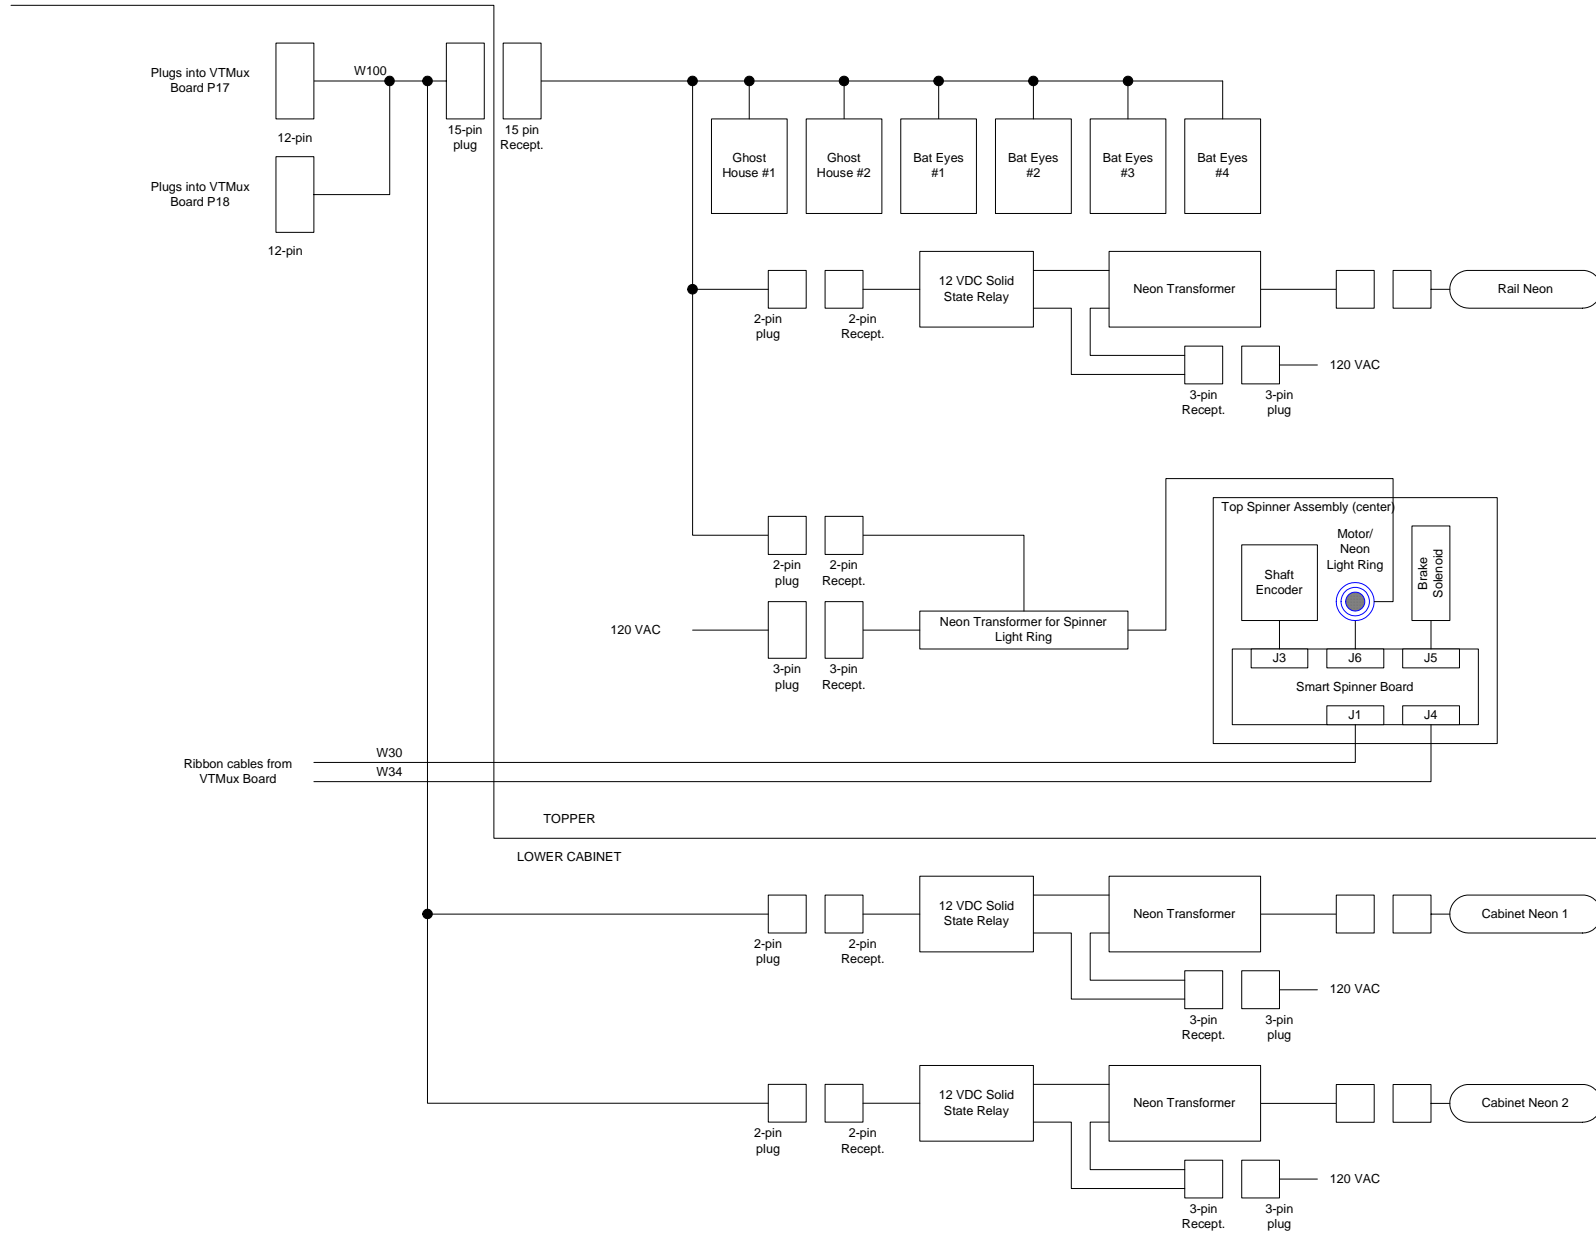 Plugs into VTMux
Board P17
W100
12-pin
15-pin
plug
15 pin
Recept.
Plugs into VTMux
Board P18
12-pin
Ghost
House #1
Ghost
House #2
Bat Eyes
#1
Bat Eyes
#2
Bat Eyes
#3
Bat Eyes
#4
2-pin
plug
2-pin
Recept.
12 VDC Solid
State Relay
Neon Transformer
Rail Neon
3-pin
Recept.
3-pin
plug
120 VAC
2-pin
plug
2-pin
Recept.
120 VAC
3-pin
plug
3-pin
Recept.
Neon Transformer for Spinner
Light Ring
Top Spinner Assembly (center)
Shaft
Encoder
Motor/
Neon
Light Ring
Brake
Solenoid
J3
J6
J5
Smart Spinner Board
J1
J4
Ribbon cables from
VTMux Board
W30
W34
TOPPER
LOWER CABINET
2-pin
plug
2-pin
Recept.
12 VDC Solid
State Relay
Neon Transformer
Cabinet Neon 1
3-pin
Recept.
3-pin
plug
120 VAC
2-pin
plug
2-pin
Recept.
12 VDC Solid
State Relay
Neon Transformer
Cabinet Neon 2
3-pin
Recept.
3-pin
plug
120 VAC